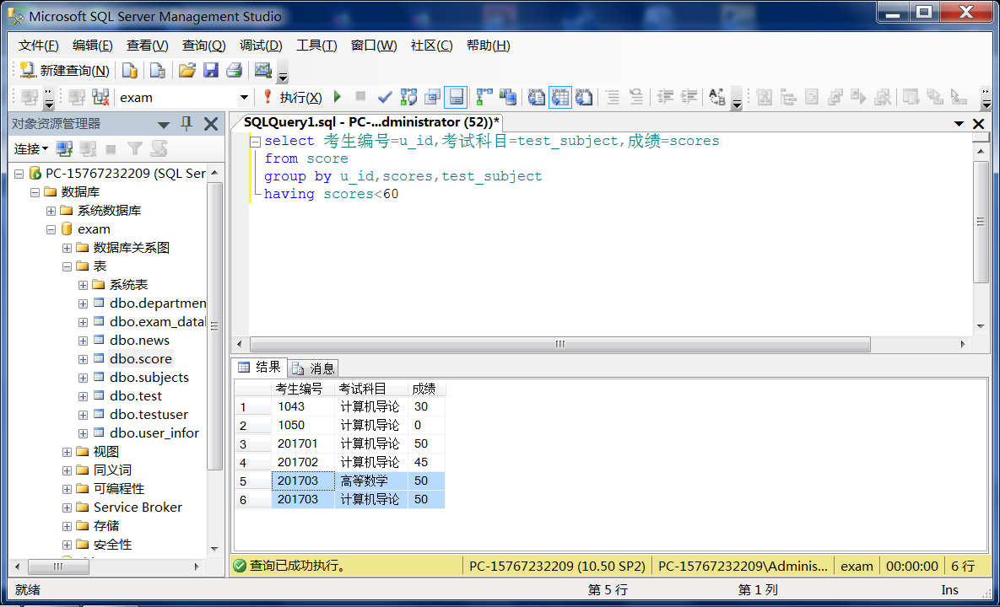 Microsoft SQL Server Management Studio
文件(F) 编辑(E) 查看(V) 查询(Q) 调试(D) 工具(T) 窗口(W) 社区(C) 帮助(H)
新建查询(N)
exam 执行(X)
对象资源管理器
连接
PC-15767232209 (SQL Ser
数据库
系统数据库
exam
数据库关系图
表
系统表
dbo.departmen
dbo.exam_datal
dbo.news
dbo.score
dbo.subjects
dbo.test
dbo.testuser
dbo.user_infor
视图
同义词
可编程性
Service Broker
存储
安全性
SQLQuery1.sql - PC-...dministrator (52))*
select 考生编号=u_id,考试科目=test_subject,成绩=scores
from score
group by u_id,scores,test_subject
having scores<60
结果 消息
考生编号 考试科目 成绩
1 1043 计算机导论 30
2 1050 计算机导论 0
3 201701 计算机导论 50
4 201702 计算机导论 45
5 201703 高等数学 50
6 201703 计算机导论 50
查询已成功执行。 PC-15767232209 (10.50 SP2) PC-15767232209\Adminis... exam 00:00:00 6 行
就绪 第 5 行 第 1 列 Ins